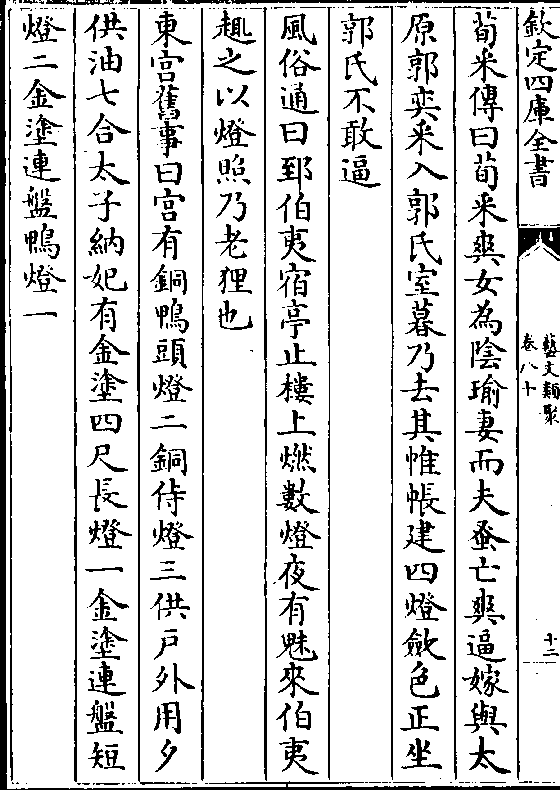 欽定四庫全書
藝文類聚
卷八十
十二
荀采傳曰荀采爽女為陰瑜妻而夫蚤亡爽逼嫁與太
原郭奕采入郭氏室暮乃去其帷帳建四燈斂色正坐
郭氏不敢逼
風俗通曰郅伯夷宿亭止樓上燃數燈夜有魅來伯夷
趣之以燈照乃老狸也
東宮舊事曰宮有銅鴨頭燈二銅侍燈三供戶外用夕
供油七合太子納妃有金塗四尺長燈一金塗連盤短
燈二金塗連盤鴨燈一